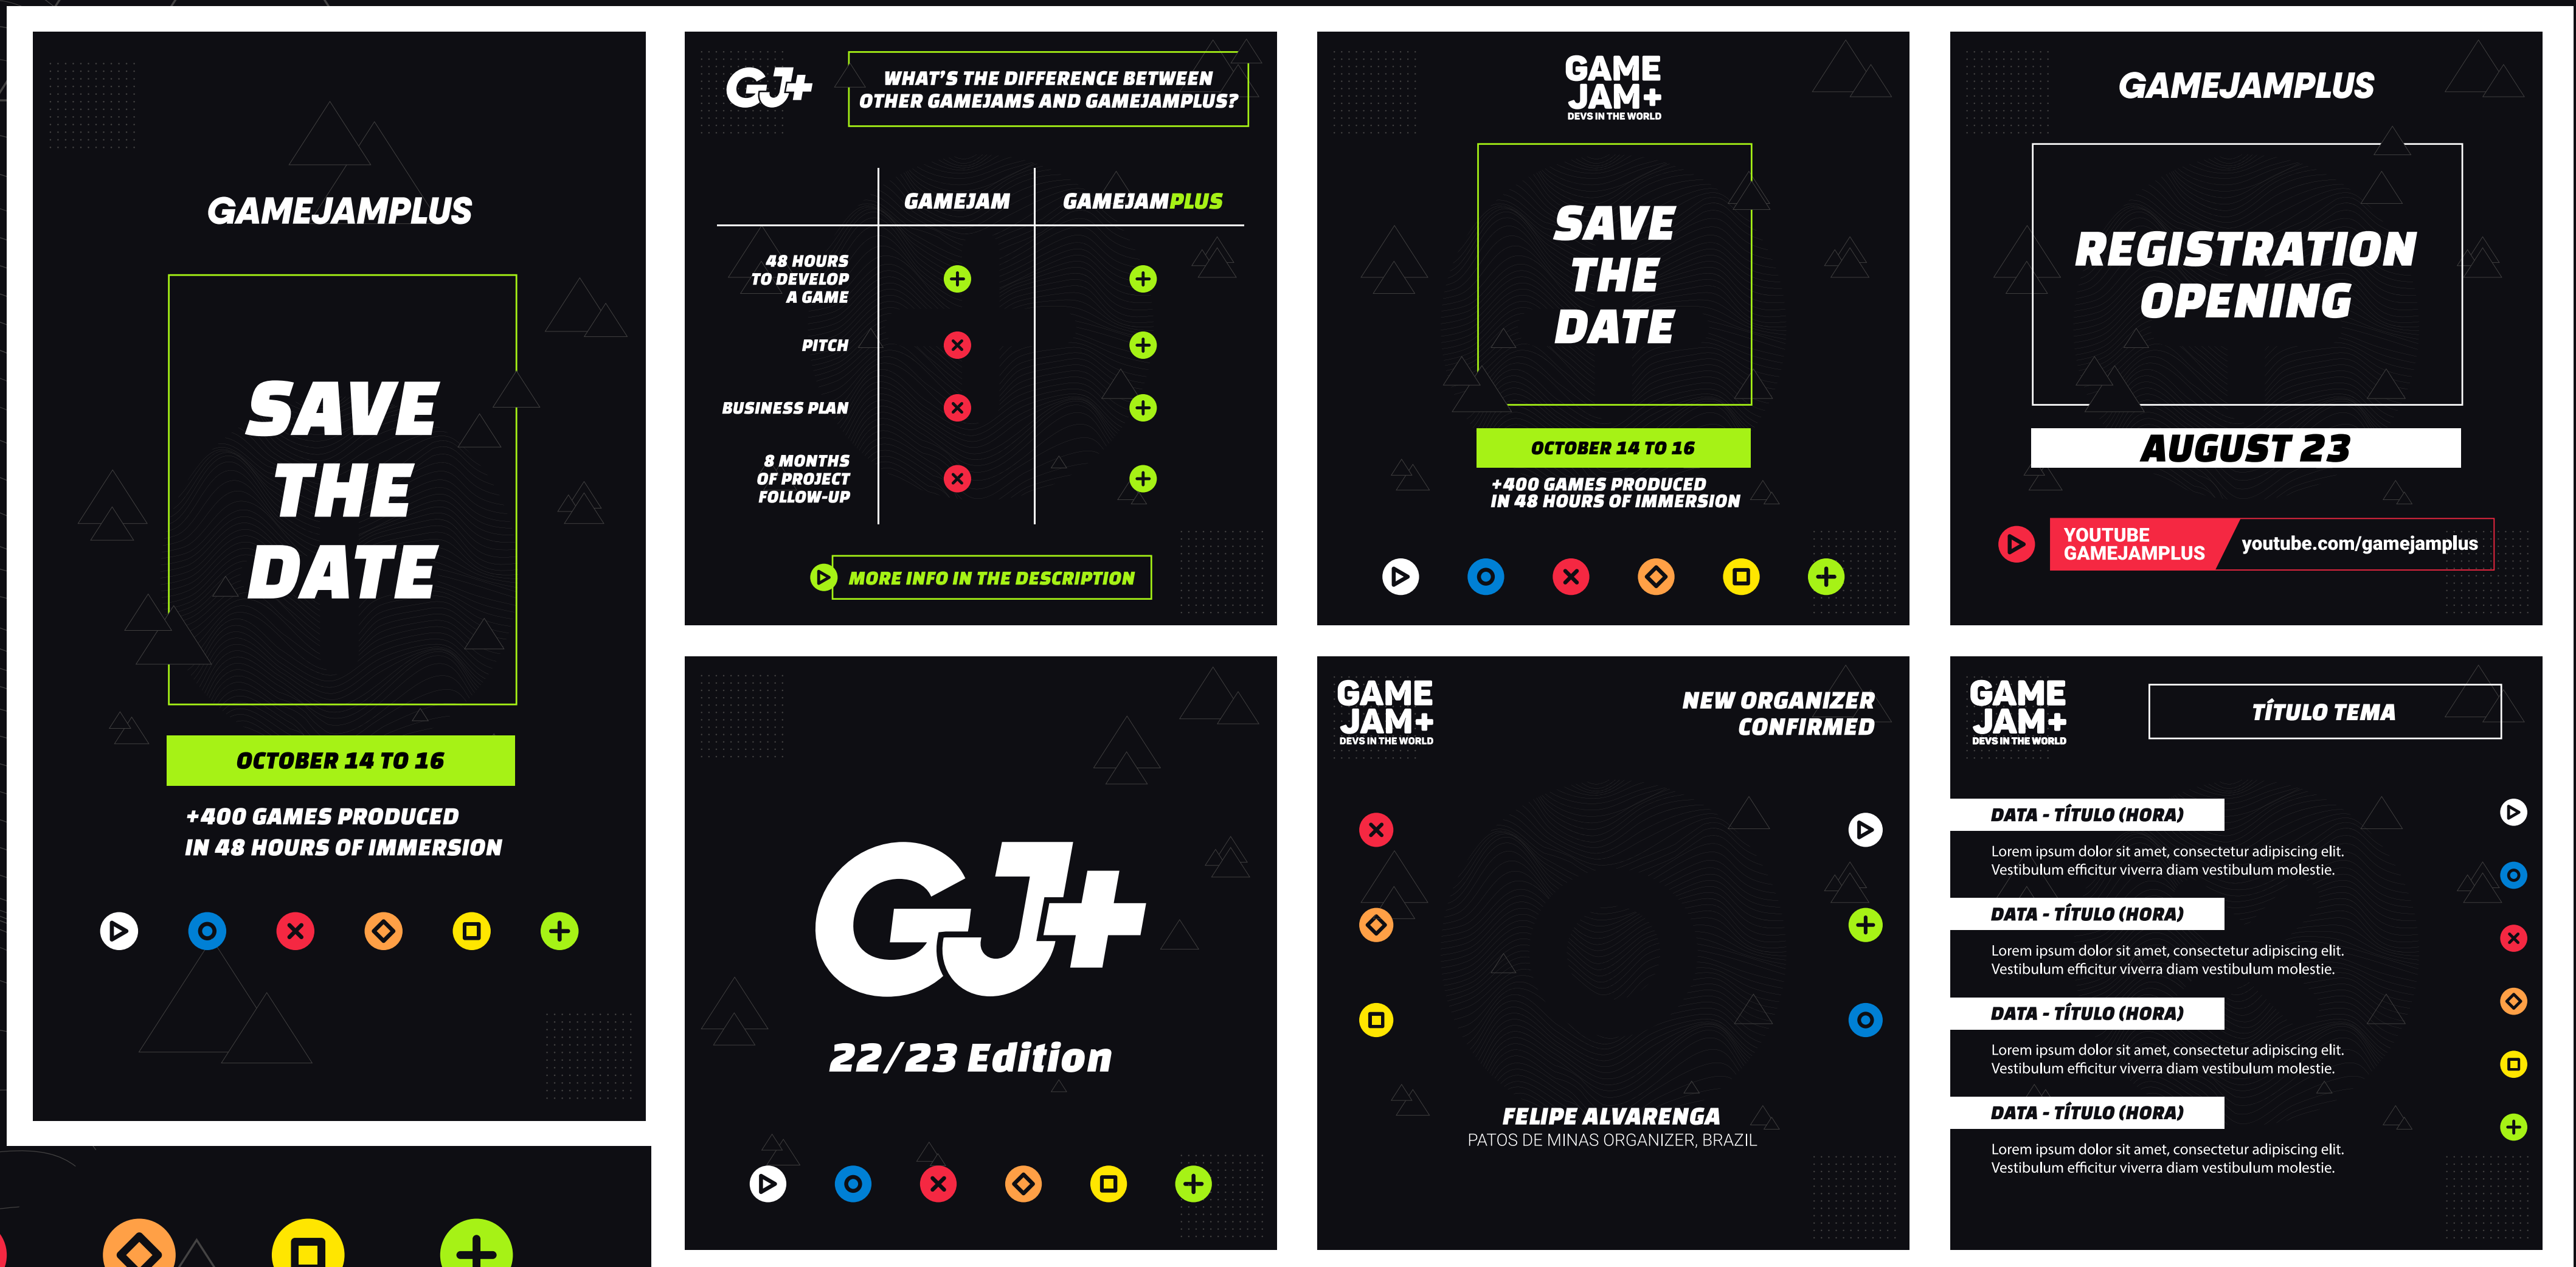 GAMEJAMPLUS
SAVE
THE
DATE
OCTOBER 14 TO 16
+400 GAMES PRODUCED
IN 48 HOURS OF IMMERSION
GJ+
WHAT'S THE DIFFERENCE BETWEEN
OTHER GAMEJAMS AND GAMEJAMPLUS?
GAMEJAM
GAMEJAMPLUS
48 HOURS
TO DEVELOP
A GAME
PITCH
BUSINESS PLAN
8 MONTHS
OF PROJECT
FOLLOW-UP
MORE INFO IN THE DESCRIPTION
GAME
JAM+
DEVS IN THE WORLD
SAVE
THE
DATE
OCTOBER 14 TO 16
+400 GAMES PRODUCED
IN 48 HOURS OF IMMERSION
GAMEJAMPLUS
REGISTRATION
OPENING
AUGUST 23
YOUTUBE
GAMEJAMPLUS
youtube.com/gamejamplus
GJ+
22/23 Edition
GAME
JAM+
DEVS IN THE WORLD
NEW ORGANIZER
CONFIRMED
FELIPE ALVARENGA
PATOS DE MINAS ORGANIZER, BRAZIL
GAME
JAM+
DEVS IN THE WORLD
TÍTULO TEMA
DATA - TÍTULO (HORA)
Lorem ipsum dolor sit amet, consectetur adipiscing elit.
Vestibulum efficitur viverra diam vestibulum molestie.
DATA - TÍTULO (HORA)
Lorem ipsum dolor sit amet, consectetur adipiscing elit.
Vestibulum efficitur viverra diam vestibulum molestie.
DATA - TÍTULO (HORA)
Lorem ipsum dolor sit amet, consectetur adipiscing elit.
Vestibulum efficitur viverra diam vestibulum molestie.
DATA - TÍTULO (HORA)
Lorem ipsum dolor sit amet, consectetur adipiscing elit.
Vestibulum efficitur viverra diam vestibulum molestie.